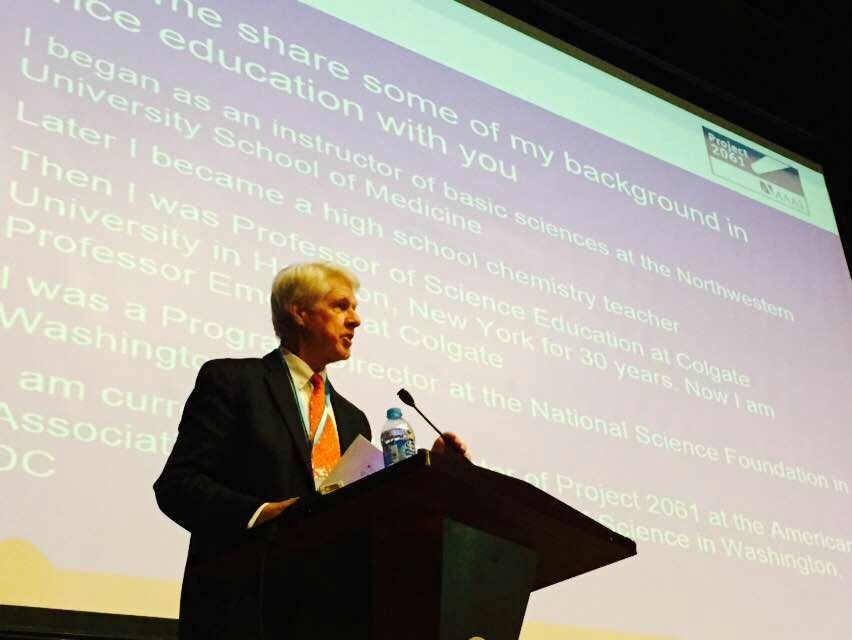 me share some of my background in
nce education with you
Project
2061
AAAS
I began as an instructor of basic sciences at the Northwestern
University School of Medicine
Later I became a high school chemistry teacher
Then I was Professor of Science Education at Colgate
University in H on, New York for 30 years. Now I am
Professor Em at Colgate
I was a Progra irector at the National Science Foundation in
Washington
am curr or of Project 2061 at the American
Associat Science in Washington,
DC